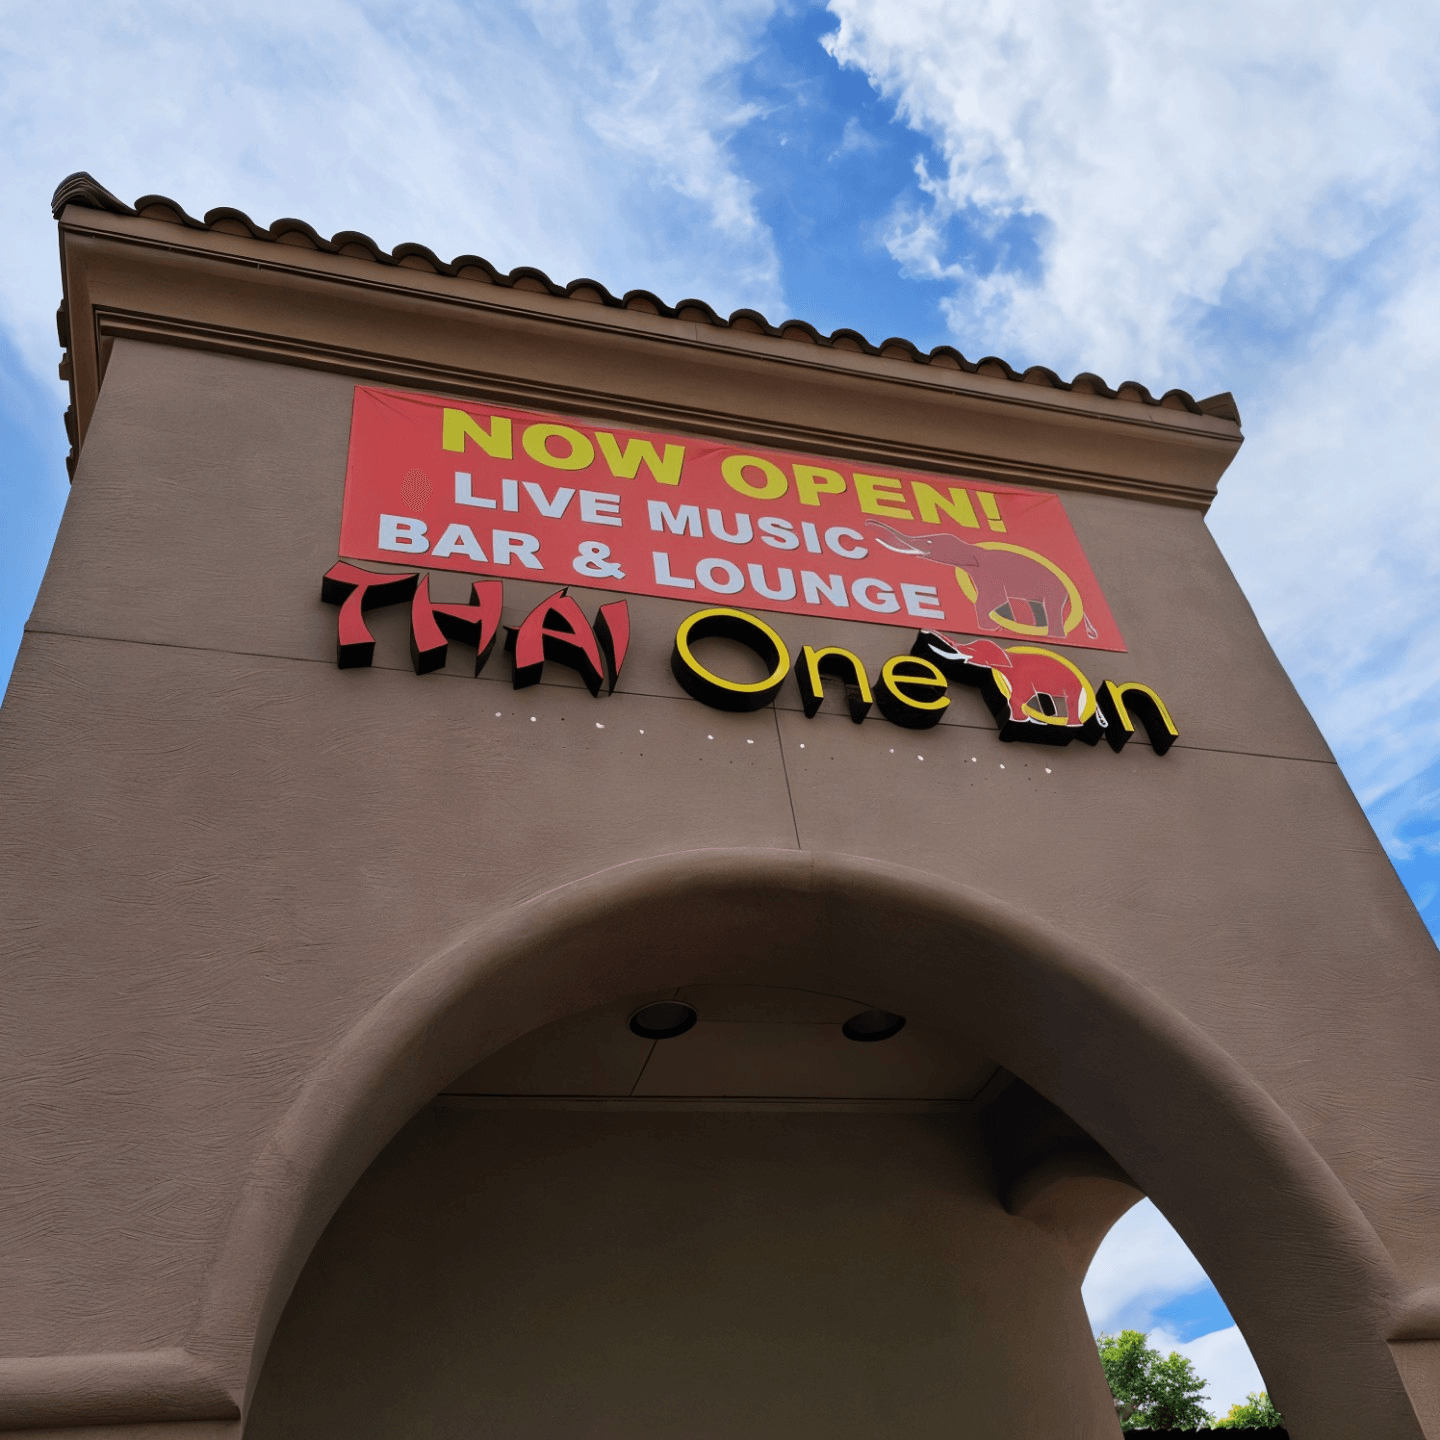 NOW OPEN!
LIVE MUSIC
BAR & LOUNGE
THAI One On